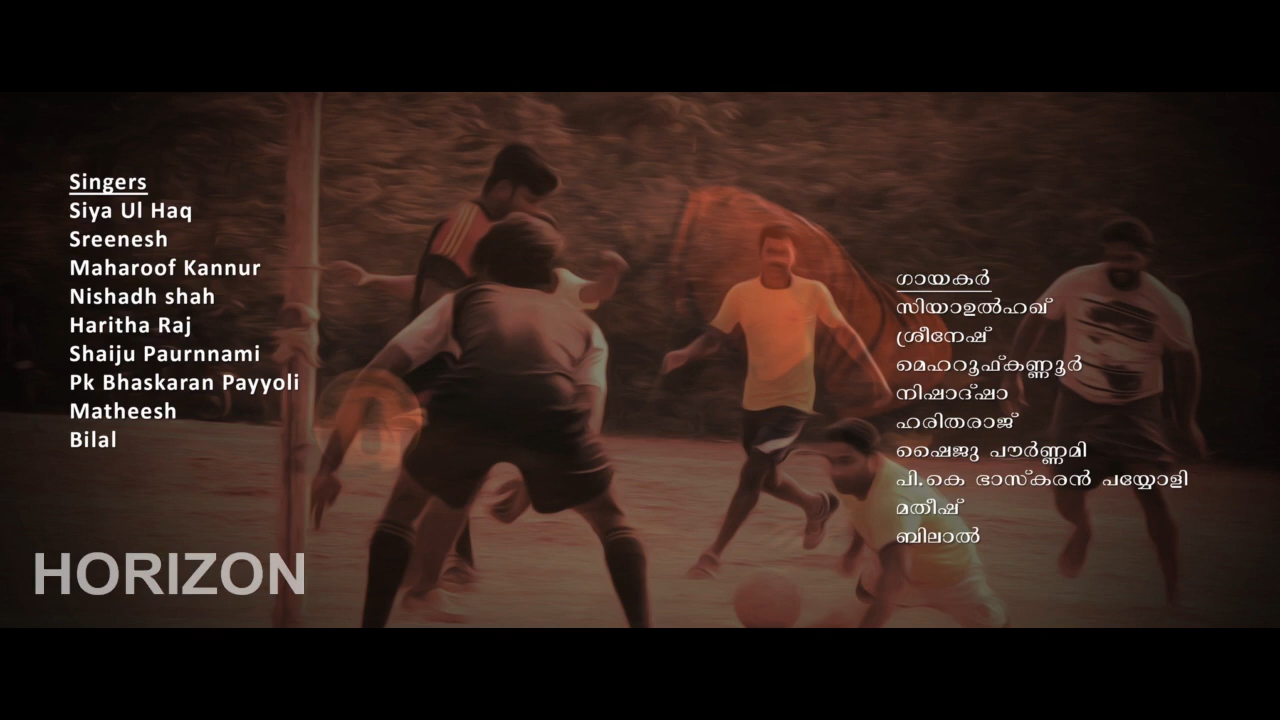 Singers
Siya Ul Haq
Sreenesh
Maharoof Kannur
Nishadh shah
Haritha Raj
Shaiju Paurnnami
Pk Bhaskaran Payyoli
Matheesh
Bilal
HORIZON
ഗായകർ
സിയാഉൽഹഖ്
ശ്രീനേഷ്
മെഹറൂഫ്കണ്ണൂർ
നിഷാദ്ഷാ
ഹരിതരാജ്
ഷൈജു പൗർണ്ണമി
പി.കെ ഭാസ്കരൻ പയ്യോളി
മതീഷ്
ബിലാൽ